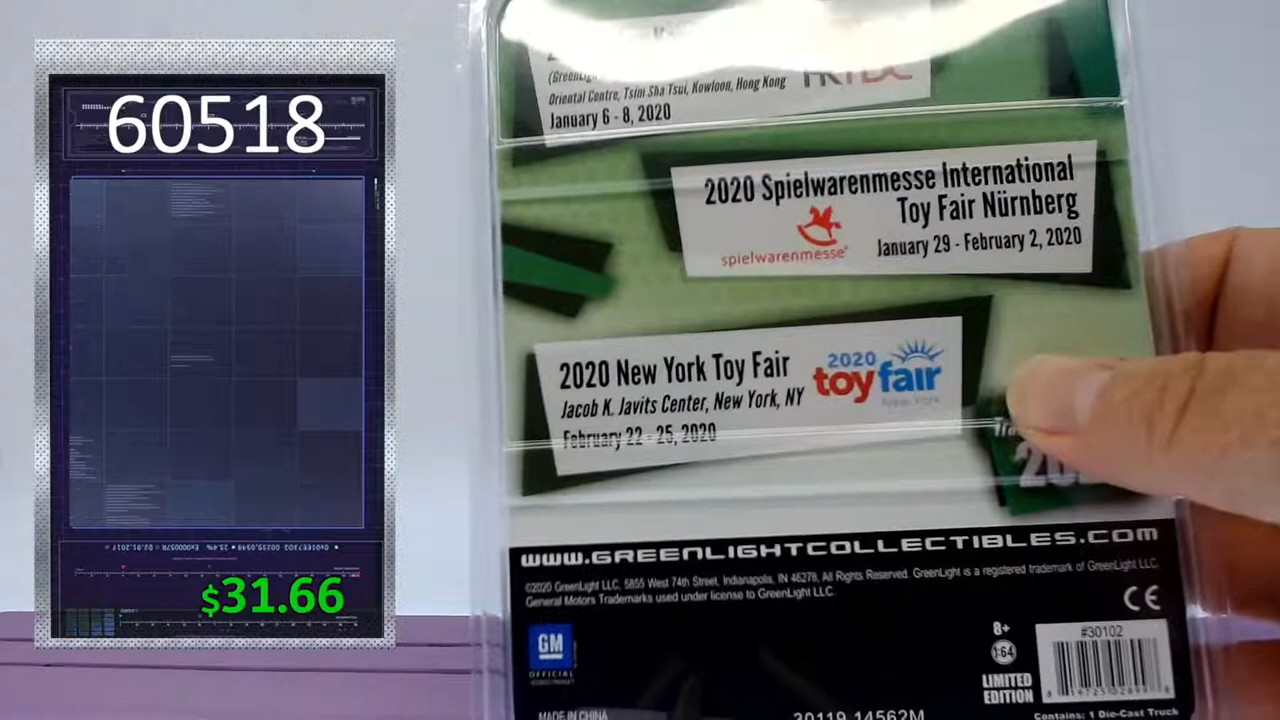 60518
$31.66
Oriental Centre, Tsim Sha Tsui, Kowloon, Hong Kong
January 6 - 8, 2020
2020 Spielwarenmesse International
Toy Fair Nürnberg
spielwarenmesse®
January 29 - February 2, 2020
2020 New York Toy Fair
Jacob K. Javits Center, New York, NY
February 22 - 25, 2020
2020
toy fair
www.GREENLIGHTCOLLECTIBLES.COM
©2020 GreenLight LLC, 5855 West 74th Street, Indianapolis, IN 46278, All Rights Reserved. GreenLight is a registered trademark of GreenLight LLC.
General Motors Trademarks used under license to GreenLight LLC.
CE
GM
OFFICIAL
8+
1:64
LIMITED
EDITION
#30102
MADE IN CHINA
30119-14562M
Contains: 1 Die-Cast Truck